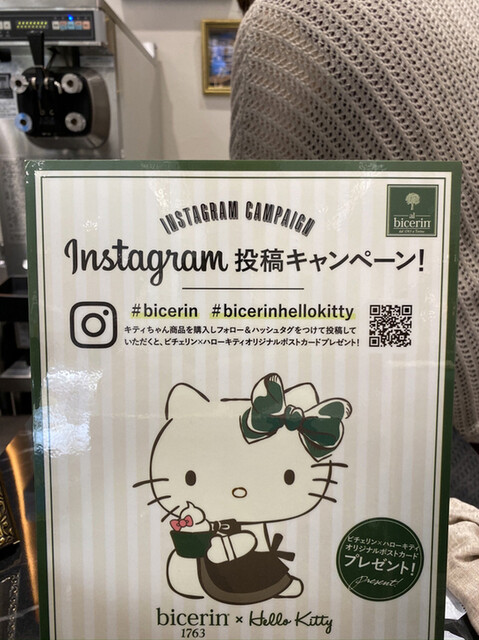 INSTAGRAM CAMPAIGN
al
bicerin
Instagram 投稿キャンペーン!
#bicerin #bicerinhellokitty
キティちゃん商品を購入しフォロー&ハッシュタグをつけて投稿して
いただくと、ビチェリン×ハローキティオリジナルポストカードプレゼント!
ビチェリン×ハローキティ
オリジナルポストカード
プレゼント!
Present!
bicerin × Hello Kitty
1763